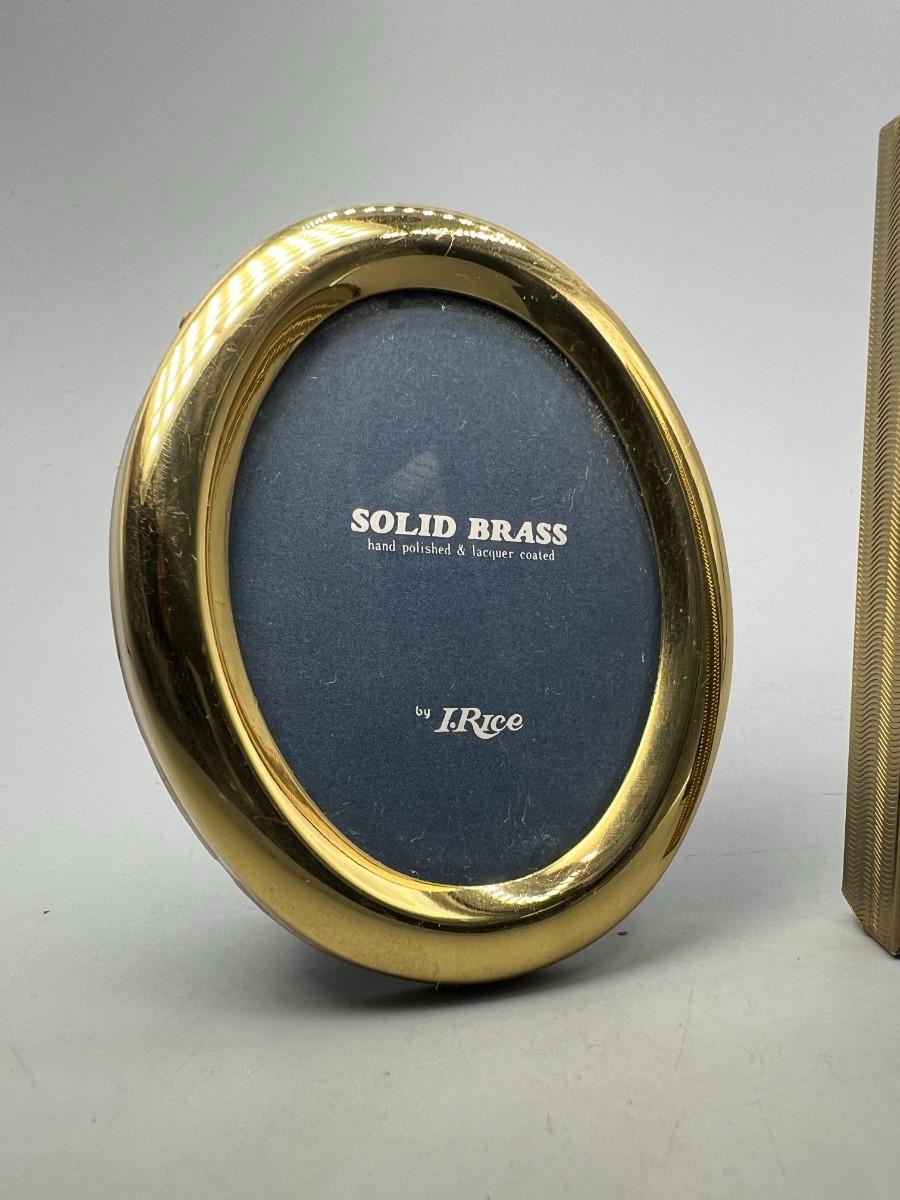 SOLID BRASS
hand polished & lacquer coated
by I.Rice